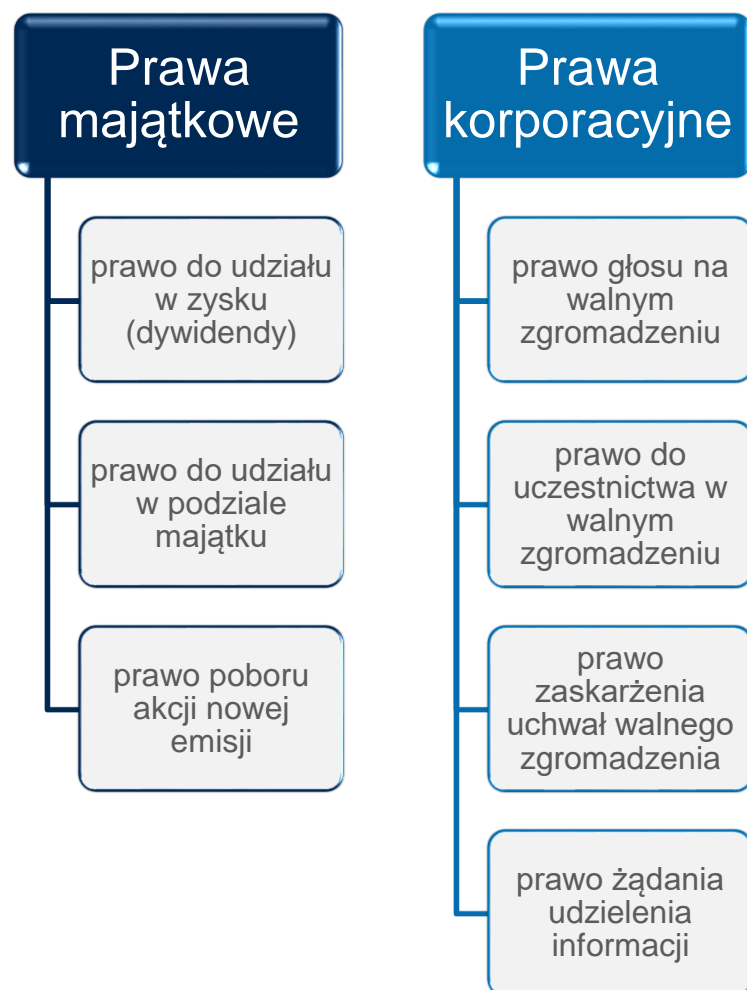 Prawa
majątkowe
prawo do udziału
w zysku
(dywidendy)
prawo do udziału
w podziale
majątku
prawo poboru
akcji nowej
emisji
Prawa
korporacyjne
prawo głosu na
walnym
zgromadzeniu
prawo do
uczestnictwa w
walnym
zgromadzeniu
prawo
zaskarżenia
uchwał walnego
zgromadzenia
prawo żądania
udzielenia
informacji